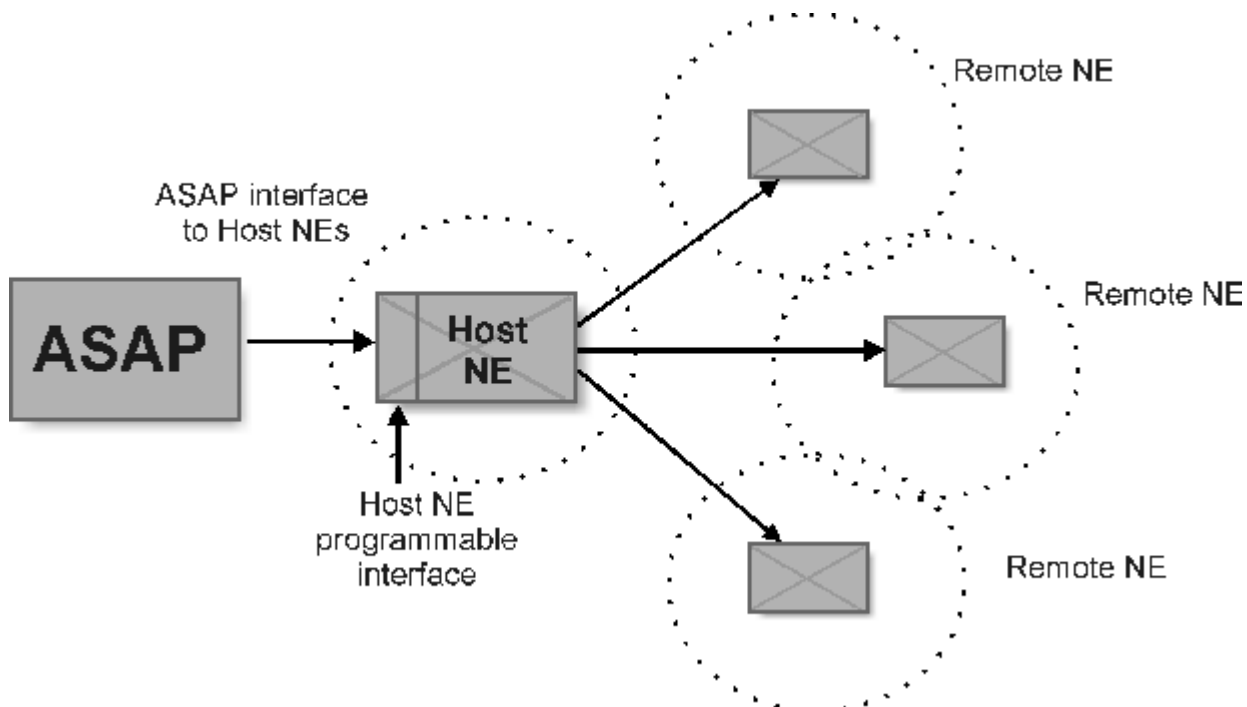 Remote NE
ASAP interface
to Host NEs
Remote NE
ASAP
Host
NE
Host NE
programmable
interface
Remote NE